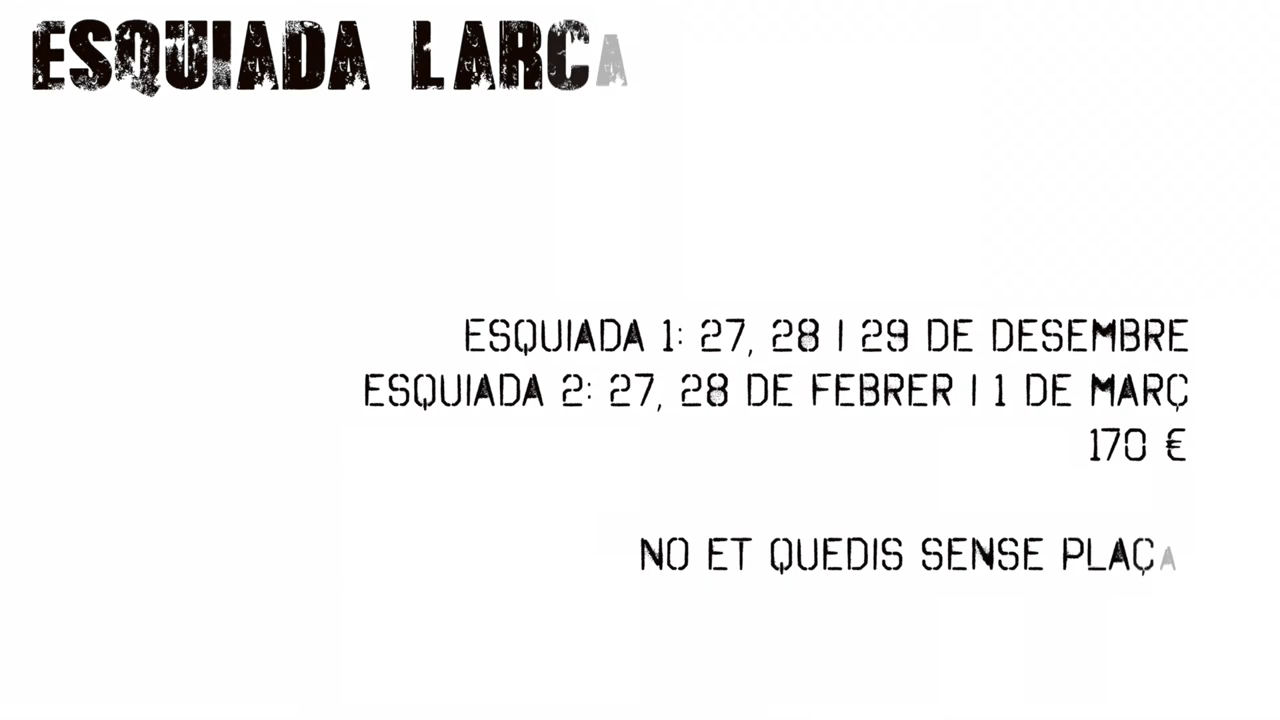 ESQUIADA LARCA
ESQUIADA 1: 27, 28 I 29 DE DESEMBRE
ESQUIADA 2: 27, 28 DE FEBRER I 1 DE MARÇ
170 €
NO ET QUEDIS SENSE PLAÇA